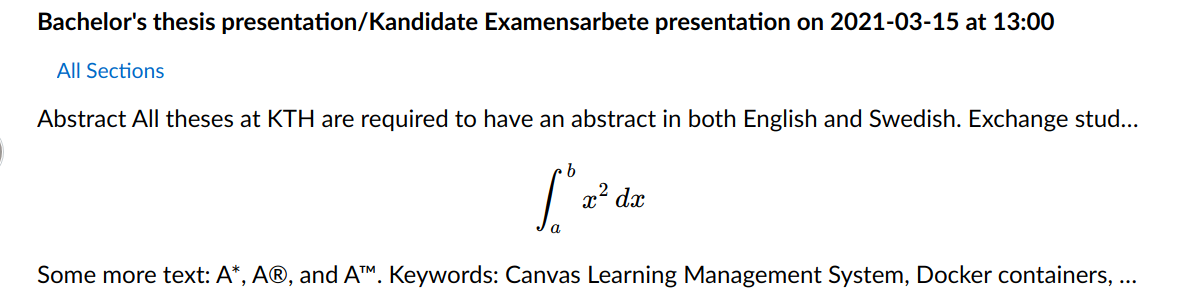 Bachelor's thesis presentation/Kandidate Examensarbete presentation on 2021-03-15 at 13:00
All Sections
Abstract All theses at KTH are required to have an abstract in both English and Swedish. Exchange stud...
∫_a^b x² dx
Some more text: A*, A®, and A™. Keywords: Canvas Learning Management System, Docker containers, ...